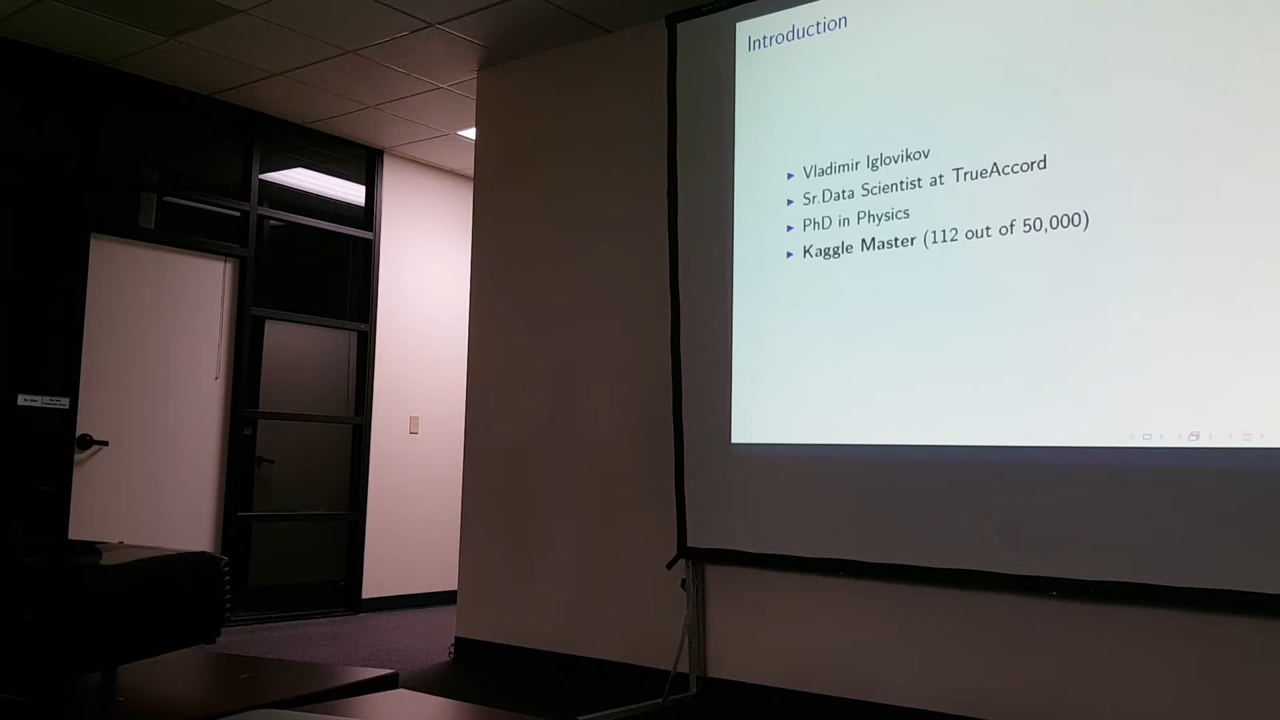 Introduction
Vladimir Iglovikov
Sr.Data Scientist at TrueAccord
PhD in Physics
Kaggle Master (112 out of 50,000)